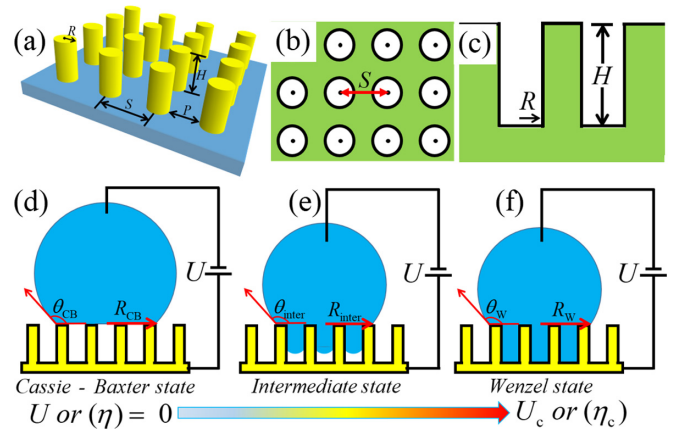 (a)
R
H
S
P
(b)
S
(c)
H
R
(d)
U
θCB
RCB
Cassie - Baxter state
(e)
U
θinter
Rinter
Intermediate state
(f)
U
θW
RW
Wenzel state
U or (η) = 0
Uc or (ηc)